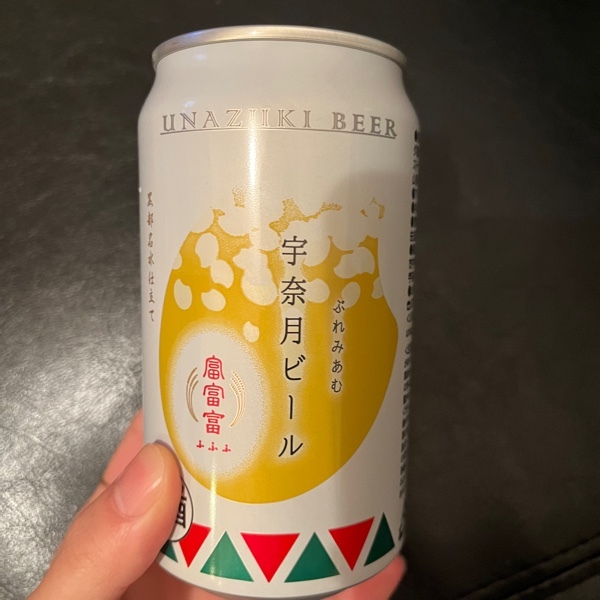 UNAZUKI BEER
宇奈月ビール
ぷれみあむ
黒部名水仕立て
富富富
ふふふ